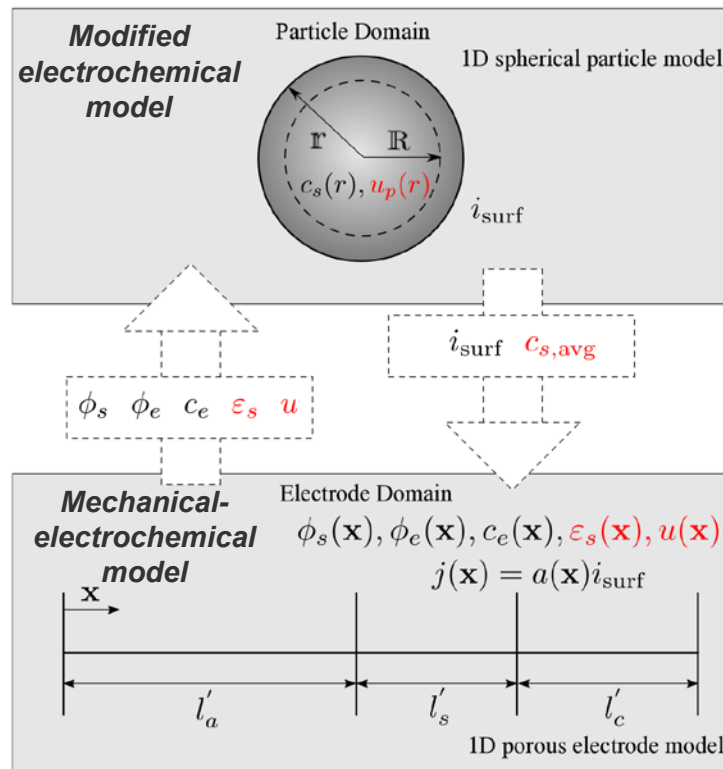 Modified
electrochemical
model
Particle Domain
1D spherical particle model
𝕣
ℝ
c_s(r), u_p(r)
i_surf
i_surf c_{s,avg}
ϕ_s ϕ_e c_e ε_s u
Mechanical-
electrochemical
model
Electrode Domain
ϕ_s(x), ϕ_e(x), c_e(x), ε_s(x), u(x)
j(x) = a(x)i_surf
x
l'_a l'_s l'_c
1D porous electrode model